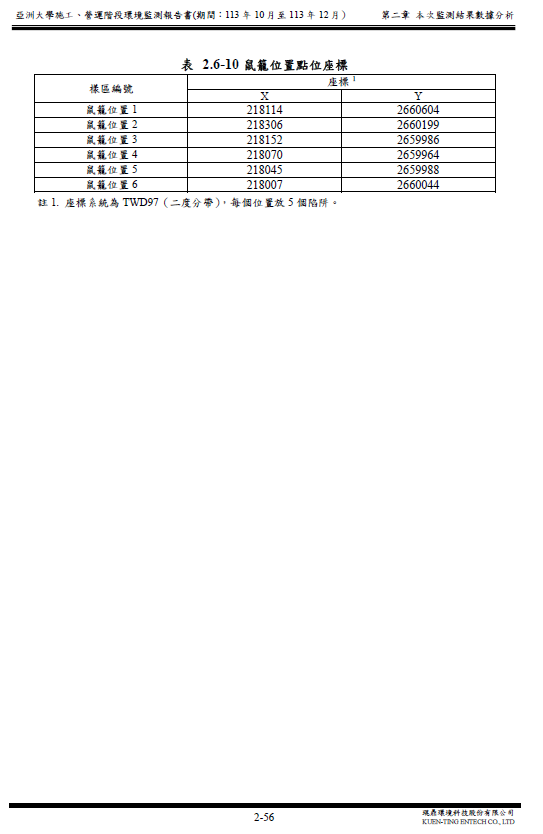 亞洲大學施工、營運階段環境監測報告書(期間：113 年 10 月至 113 年 12 月) 第二章 本次監測結果數據分析
表 2.6-10 鼠籠位置點位座標
樣區編號 座標 1
X Y
鼠籠位置 1 218114 2660604
鼠籠位置 2 218306 2660199
鼠籠位置 3 218152 2659986
鼠籠位置 4 218070 2659964
鼠籠位置 5 218045 2659988
鼠籠位置 6 218007 2660044
註 1. 座標系統為 TWD97（二度分帶），每個位置放 5 個陷阱。
2-56
琨鼎環境科技股份有限公司
KUEN-TING ENTECH CO., LTD